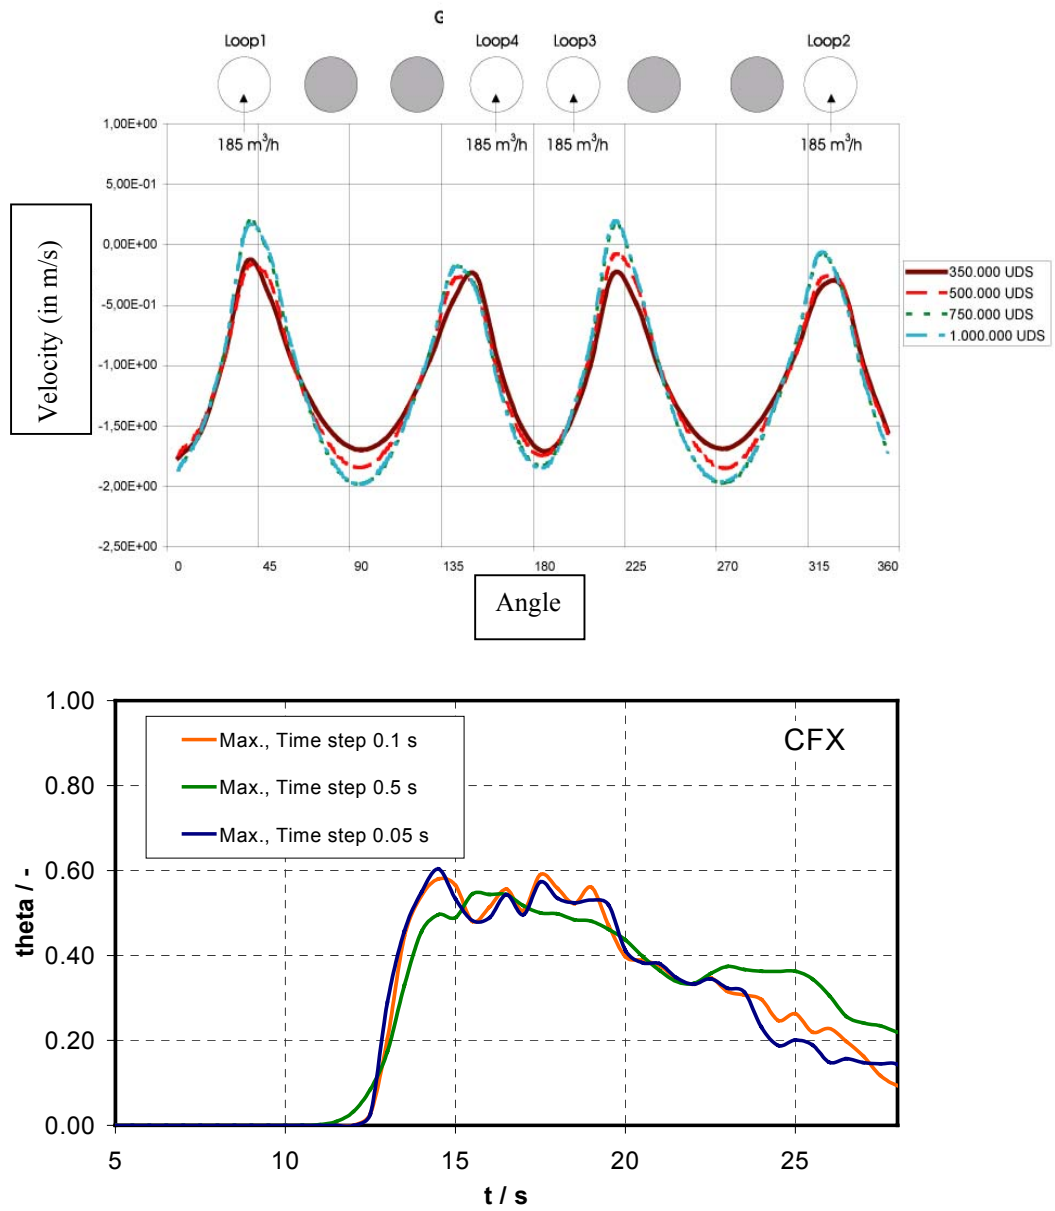 G
Loop1 Loop4 Loop3 Loop2
185 m³/h 185 m³/h 185 m³/h 185 m³/h
1,00E+00
5,00E-01
0,00E+00
-5,00E-01
-1,00E+00
-1,50E+00
-2,00E+00
-2,50E+00
Velocity (in m/s)
0 45 90 135 180 225 270 315 360
Angle
350.000 UDS
500.000 UDS
750.000 UDS
1.000.000 UDS
1.00
0.80
0.60
0.40
0.20
0.00
theta / -
Max., Time step 0.1 s
Max., Time step 0.5 s
Max., Time step 0.05 s
CFX
5 10 15 20 25
t / s